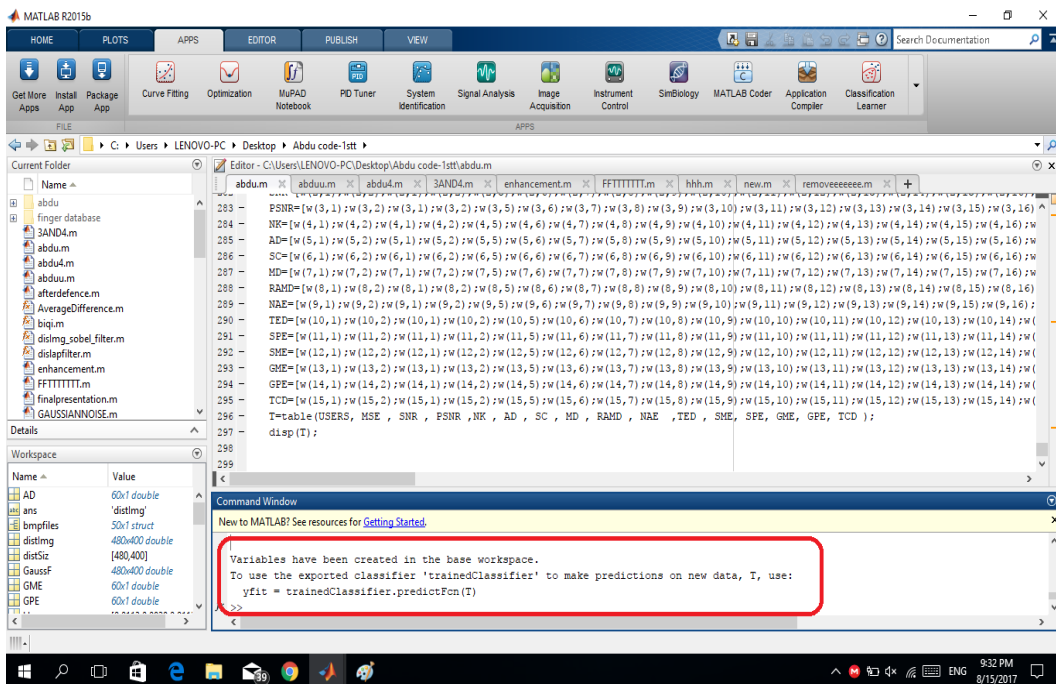 MATLAB R2015b
HOME PLOTS APPS EDITOR PUBLISH VIEW
Search Documentation
Get More Apps
Install App
Package App
Curve Fitting
Optimization
MuPAD Notebook
PID Tuner
System Identification
Signal Analysis
Image Acquisition
Instrument Control
SimBiology
MATLAB Coder
Application Compiler
Classification Learner
FILE
APPS
C: Users LENOVO-PC Desktop Abdu code-1stt
Current Folder
Name
abdu
finger database
3AND4.m
abdu.m
abdu4.m
abduu.m
afterdefence.m
AverageDifference.m
biqi.m
disImg_sobel_filter.m
dislapfilter.m
enhancement.m
FFTTTTTTT.m
finalpresentation.m
GAUSSIANNOISE.m
Details
Workspace
Name Value
AD 60x1 double
ans 'distImg'
bmpfiles 50x1 struct
distImg 480x400 double
distSiz [480,400]
GaussF 480x400 double
GME 60x1 double
GPE 60x1 double
Editor - C:\Users\LENOVO-PC\Desktop\Abdu code-1stt\abdu.m
abdu.m abduu.m abdu4.m 3AND4.m enhancement.m FFTTTTTTT.m hhh.m new.m removeeeeeee.m +
283 - PSNR=[w(3,1);w(3,2);w(3,1);w(3,2);w(3,5);w(3,6);w(3,7);w(3,8);w(3,9);w(3,10);w(3,11);w(3,12);w(3,13);w(3,14);w(3,15);w(3,16)
284 - NK=[w(4,1);w(4,2);w(4,1);w(4,2);w(4,5);w(4,6);w(4,7);w(4,8);w(4,9);w(4,10);w(4,11);w(4,12);w(4,13);w(4,14);w(4,15);w(4,16);w
285 - AD=[w(5,1);w(5,2);w(5,1);w(5,2);w(5,5);w(5,6);w(5,7);w(5,8);w(5,9);w(5,10);w(5,11);w(5,12);w(5,13);w(5,14);w(5,15);w(5,16);w
286 - SC=[w(6,1);w(6,2);w(6,1);w(6,2);w(6,5);w(6,6);w(6,7);w(6,8);w(6,9);w(6,10);w(6,11);w(6,12);w(6,13);w(6,14);w(6,15);w(6,16);w
287 - MD=[w(7,1);w(7,2);w(7,1);w(7,2);w(7,5);w(7,6);w(7,7);w(7,8);w(7,9);w(7,10);w(7,11);w(7,12);w(7,13);w(7,14);w(7,15);w(7,16);w
288 - RAMD=[w(8,1);w(8,2);w(8,1);w(8,2);w(8,5);w(8,6);w(8,7);w(8,8);w(8,9);w(8,10);w(8,11);w(8,12);w(8,13);w(8,14);w(8,15);w(8,16)
289 - NAE=[w(9,1);w(9,2);w(9,1);w(9,2);w(9,5);w(9,6);w(9,7);w(9,8);w(9,9);w(9,10);w(9,11);w(9,12);w(9,13);w(9,14);w(9,15);w(9,16);
290 - TED=[w(10,1);w(10,2);w(10,1);w(10,2);w(10,5);w(10,6);w(10,7);w(10,8);w(10,9);w(10,10);w(10,11);w(10,12);w(10,13);w(10,14);w(
291 - SPE=[w(11,1);w(11,2);w(11,1);w(11,2);w(11,5);w(11,6);w(11,7);w(11,8);w(11,9);w(11,10);w(11,11);w(11,12);w(11,13);w(11,14);w(
292 - SME=[w(12,1);w(12,2);w(12,1);w(12,2);w(12,5);w(12,6);w(12,7);w(12,8);w(12,9);w(12,10);w(12,11);w(12,12);w(12,13);w(12,14);w(
293 - GME=[w(13,1);w(13,2);w(13,1);w(13,2);w(13,5);w(13,6);w(13,7);w(13,8);w(13,9);w(13,10);w(13,11);w(13,12);w(13,13);w(13,14);w(
294 - GPE=[w(14,1);w(14,2);w(14,1);w(14,2);w(14,5);w(14,6);w(14,7);w(14,8);w(14,9);w(14,10);w(14,11);w(14,12);w(14,13);w(14,14);w(
295 - TCD=[w(15,1);w(15,2);w(15,1);w(15,2);w(15,5);w(15,6);w(15,7);w(15,8);w(15,9);w(15,10);w(15,11);w(15,12);w(15,13);w(15,14);w(
296 - T=table(USERS, MSE , SNR , PSNR ,NK , AD , SC , MD , RAMD , NAE ,TED , SME, SPE, GME, GPE, TCD );
297 - disp(T);
298
299
Command Window
New to MATLAB? See resources for Getting Started.
Variables have been created in the base workspace.
To use the exported classifier 'trainedClassifier' to make predictions on new data, T, use:
yfit = trainedClassifier.predictFcn(T)
>>
39
ENG
9:32 PM
8/15/2017